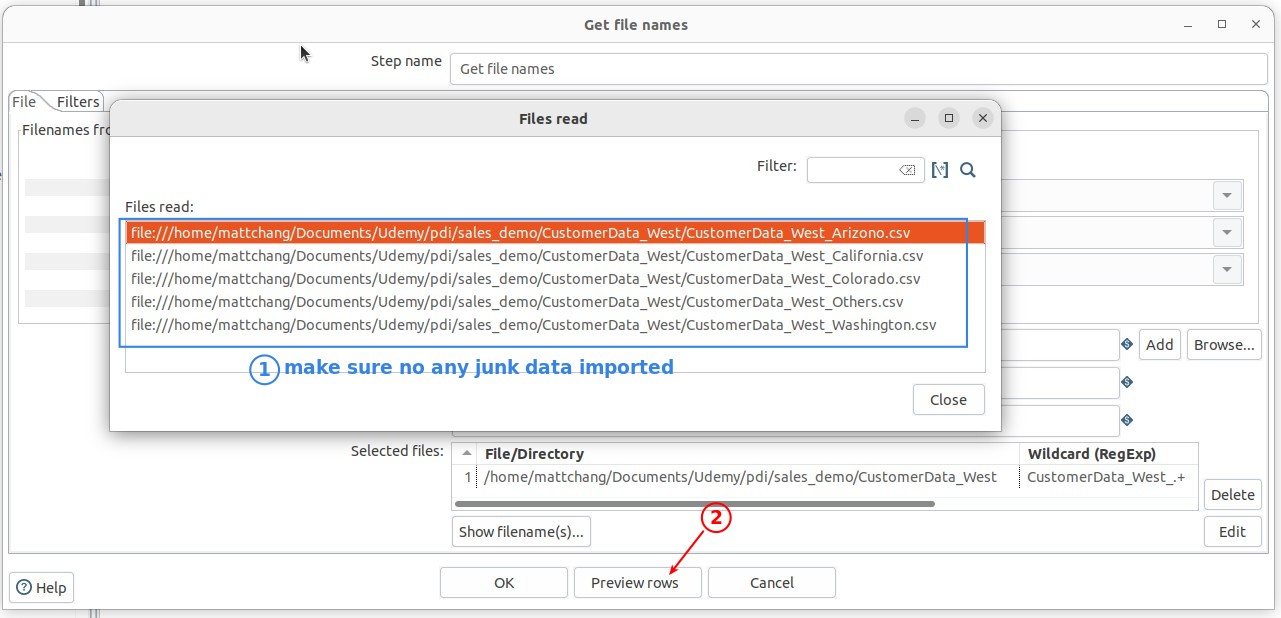 Get file names
Step name
Get file names
File
Filters
Filenames fro
Files read
Filter:
Files read:
file:///home/mattchang/Documents/Udemy/pdi/sales_demo/CustomerData_West/CustomerData_West_Arizono.csv
file:///home/mattchang/Documents/Udemy/pdi/sales_demo/CustomerData_West/CustomerData_West_California.csv
file:///home/mattchang/Documents/Udemy/pdi/sales_demo/CustomerData_West/CustomerData_West_Colorado.csv
file:///home/mattchang/Documents/Udemy/pdi/sales_demo/CustomerData_West/CustomerData_West_Others.csv
file:///home/mattchang/Documents/Udemy/pdi/sales_demo/CustomerData_West/CustomerData_West_Washington.csv
1 make sure no any junk data imported
Add
Browse...
Close
Selected files:
File/Directory
Wildcard (RegExp)
1
/home/mattchang/Documents/Udemy/pdi/sales_demo/CustomerData_West
CustomerData_West_.+
Delete
2
Show filename(s)...
Edit
Help
OK
Preview rows
Cancel